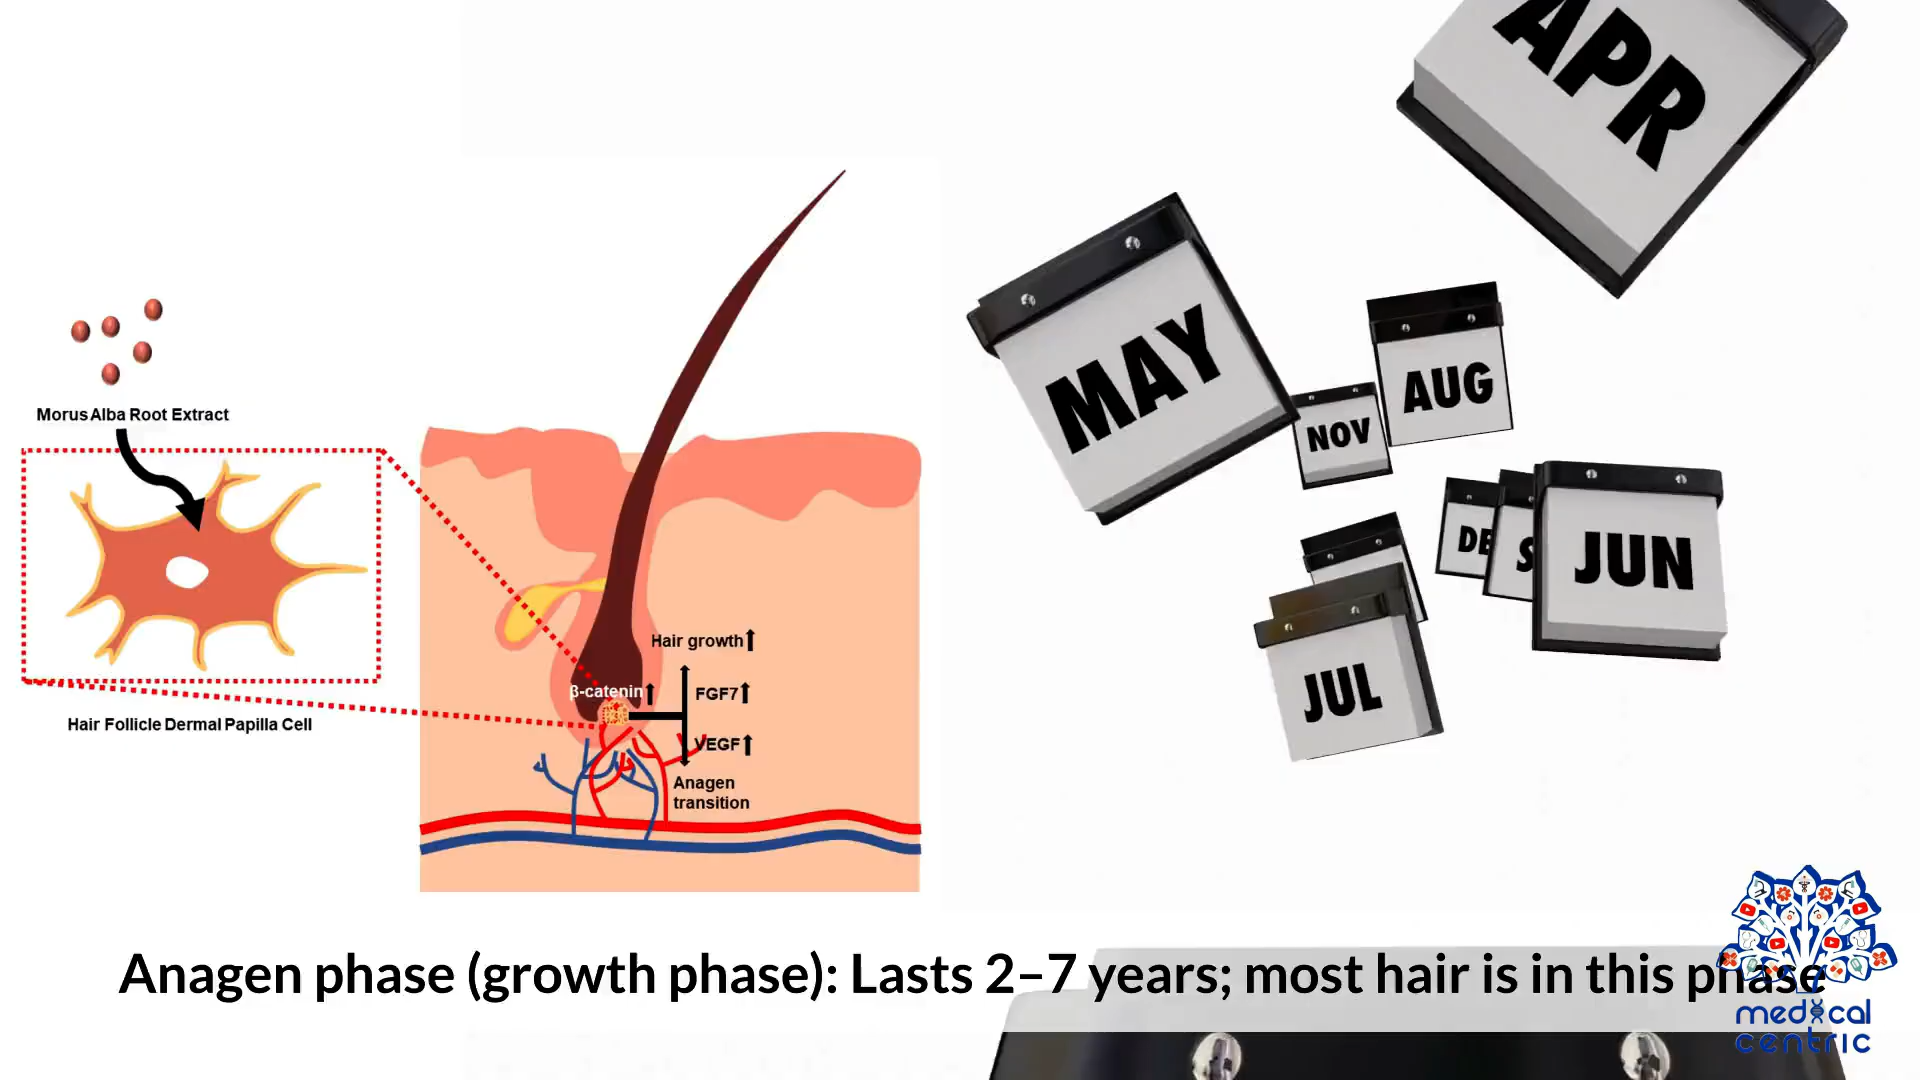 APR
MAY
AUG
NOV
JUN
JUL
Morus Alba Root Extract
Hair Follicle Dermal Papilla Cell
Hair growth
β-catenin
FGF7
VEGF
Anagen
transition
Anagen phase (growth phase): Lasts 2–7 years; most hair is in this phase
medical
centric